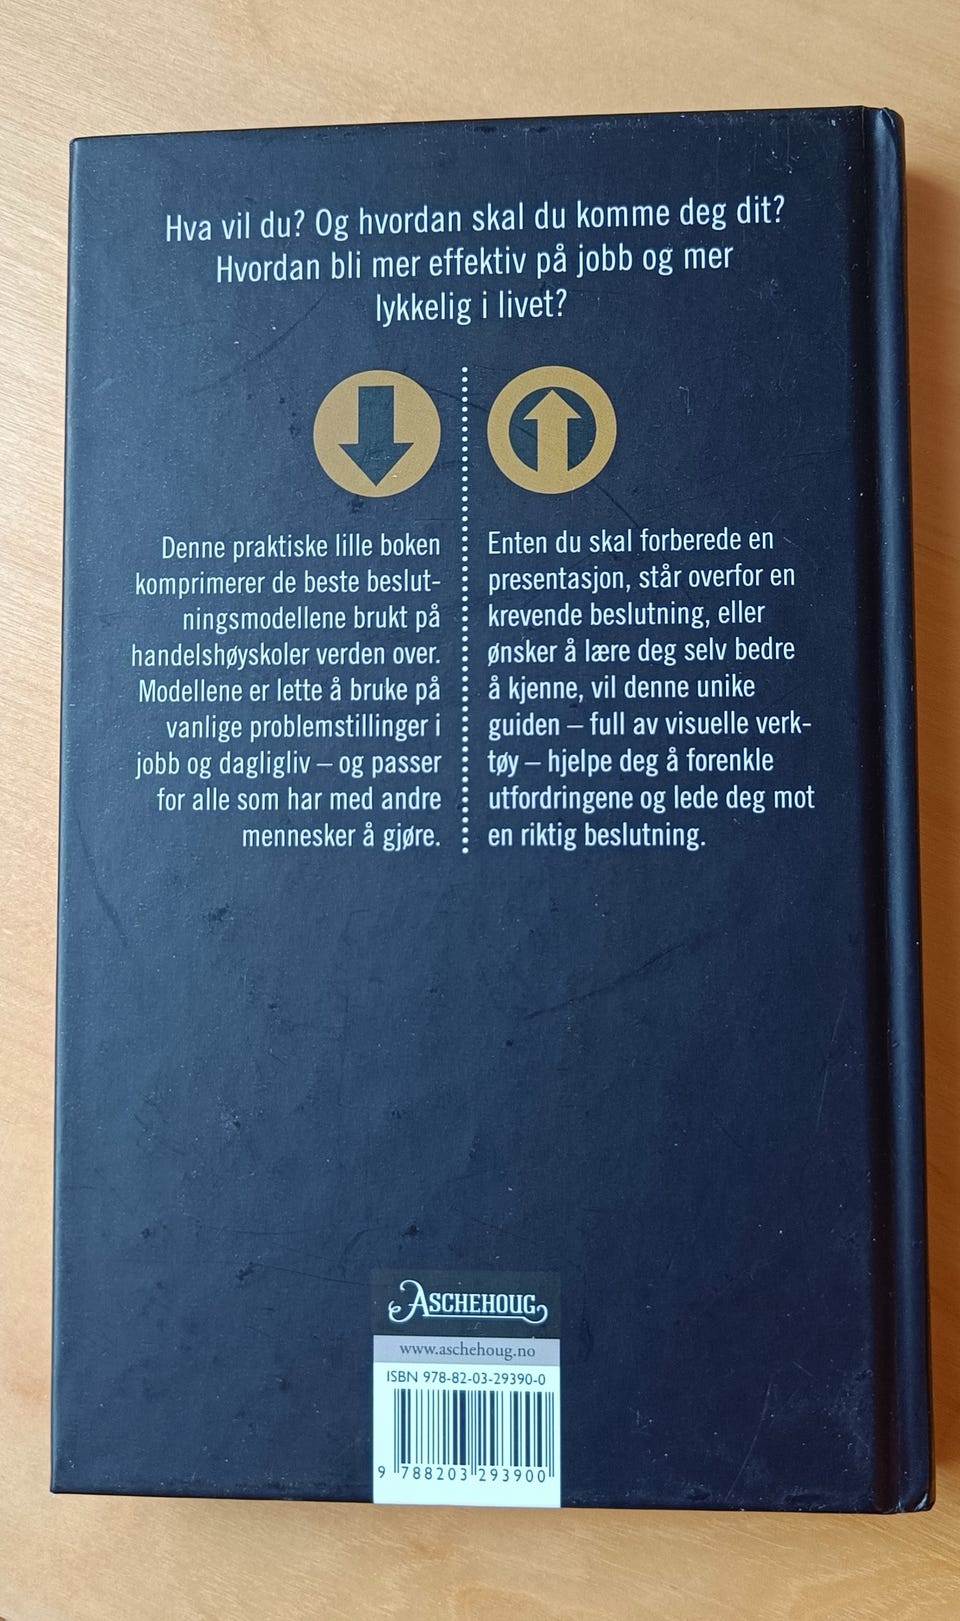 Hva vil du? Og hvordan skal du komme deg dit?
Hvordan bli mer effektiv på jobb og mer
lykkelig i livet?
Denne praktiske lille boken
komprimerer de beste beslut-
ningsmodellene brukt på
handelshøyskoler verden over.
Modellene er lette å bruke på
vanlige problemstillinger i
jobb og dagligliv – og passer
for alle som har med andre
mennesker å gjøre.
Enten du skal forberede en
presentasjon, står overfor en
krevende beslutning, eller
ønsker å lære deg selv bedre
å kjenne, vil denne unike
guiden – full av visuelle verk-
tøy – hjelpe deg å forenkle
utfordringene og lede deg mot
en riktig beslutning.
ASCHEHOUG
www.aschehoug.no
ISBN 978-82-03-29390-0
9 788203 293900